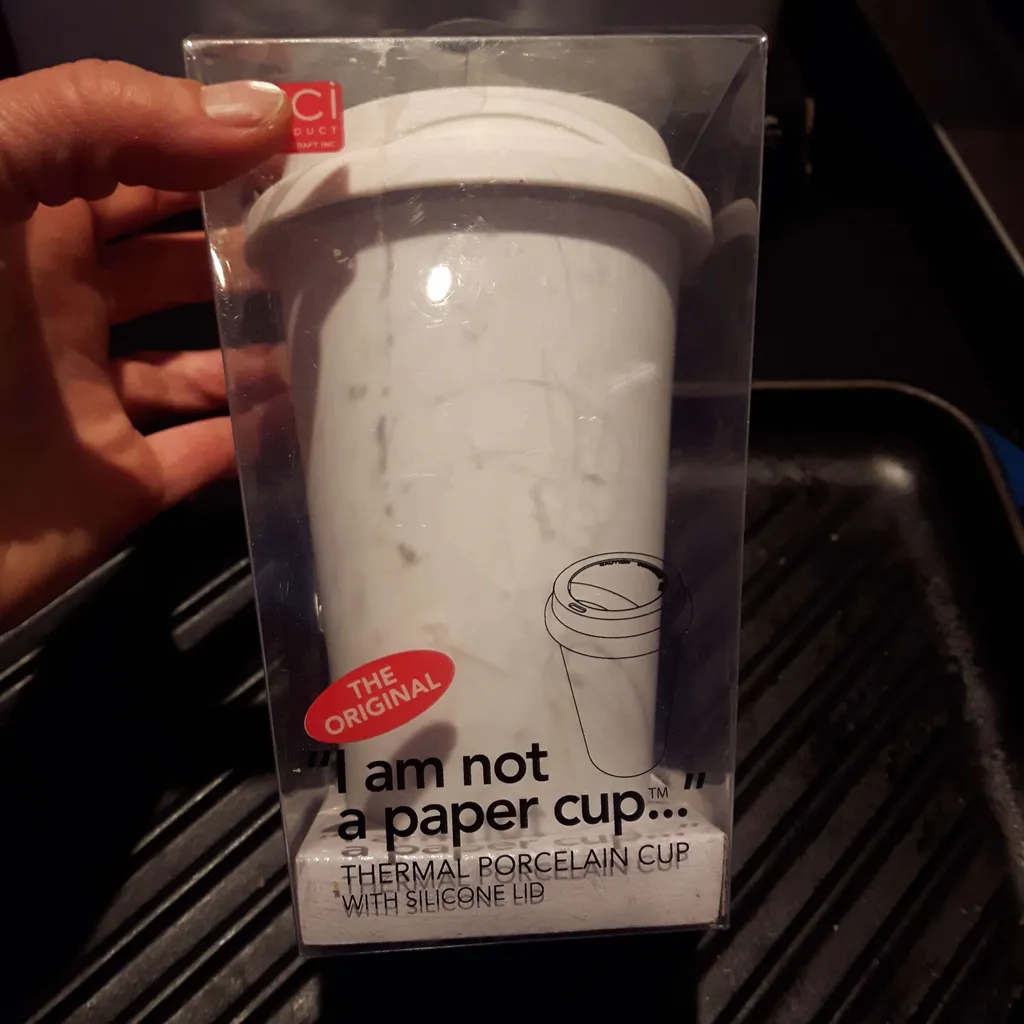 THE
ORIGINAL
"I am not
a paper cup™..."
THERMAL PORCELAIN CUP
WITH SILICONE LID